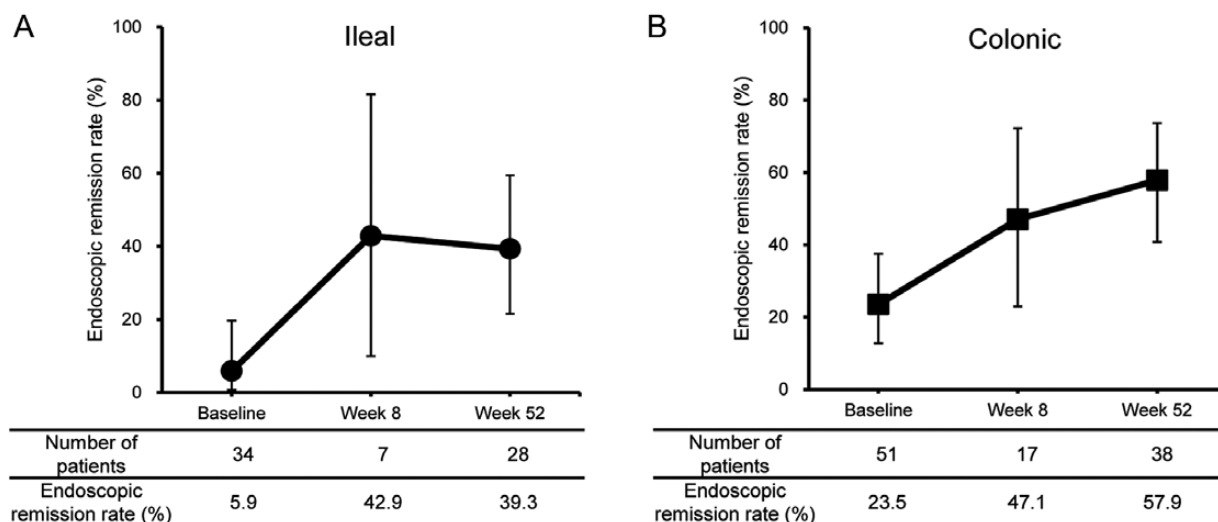 A
Ileal
Endoscopic remission rate (%)
100
80
60
40
20
0
Baseline Week 8 Week 52
Number of
patients
34 7 28
Endoscopic
remission rate (%)
5.9 42.9 39.3
B
Colonic
Endoscopic remission rate (%)
100
80
60
40
20
0
Baseline Week 8 Week 52
Number of
patients
51 17 38
Endoscopic
remission rate (%)
23.5 47.1 57.9